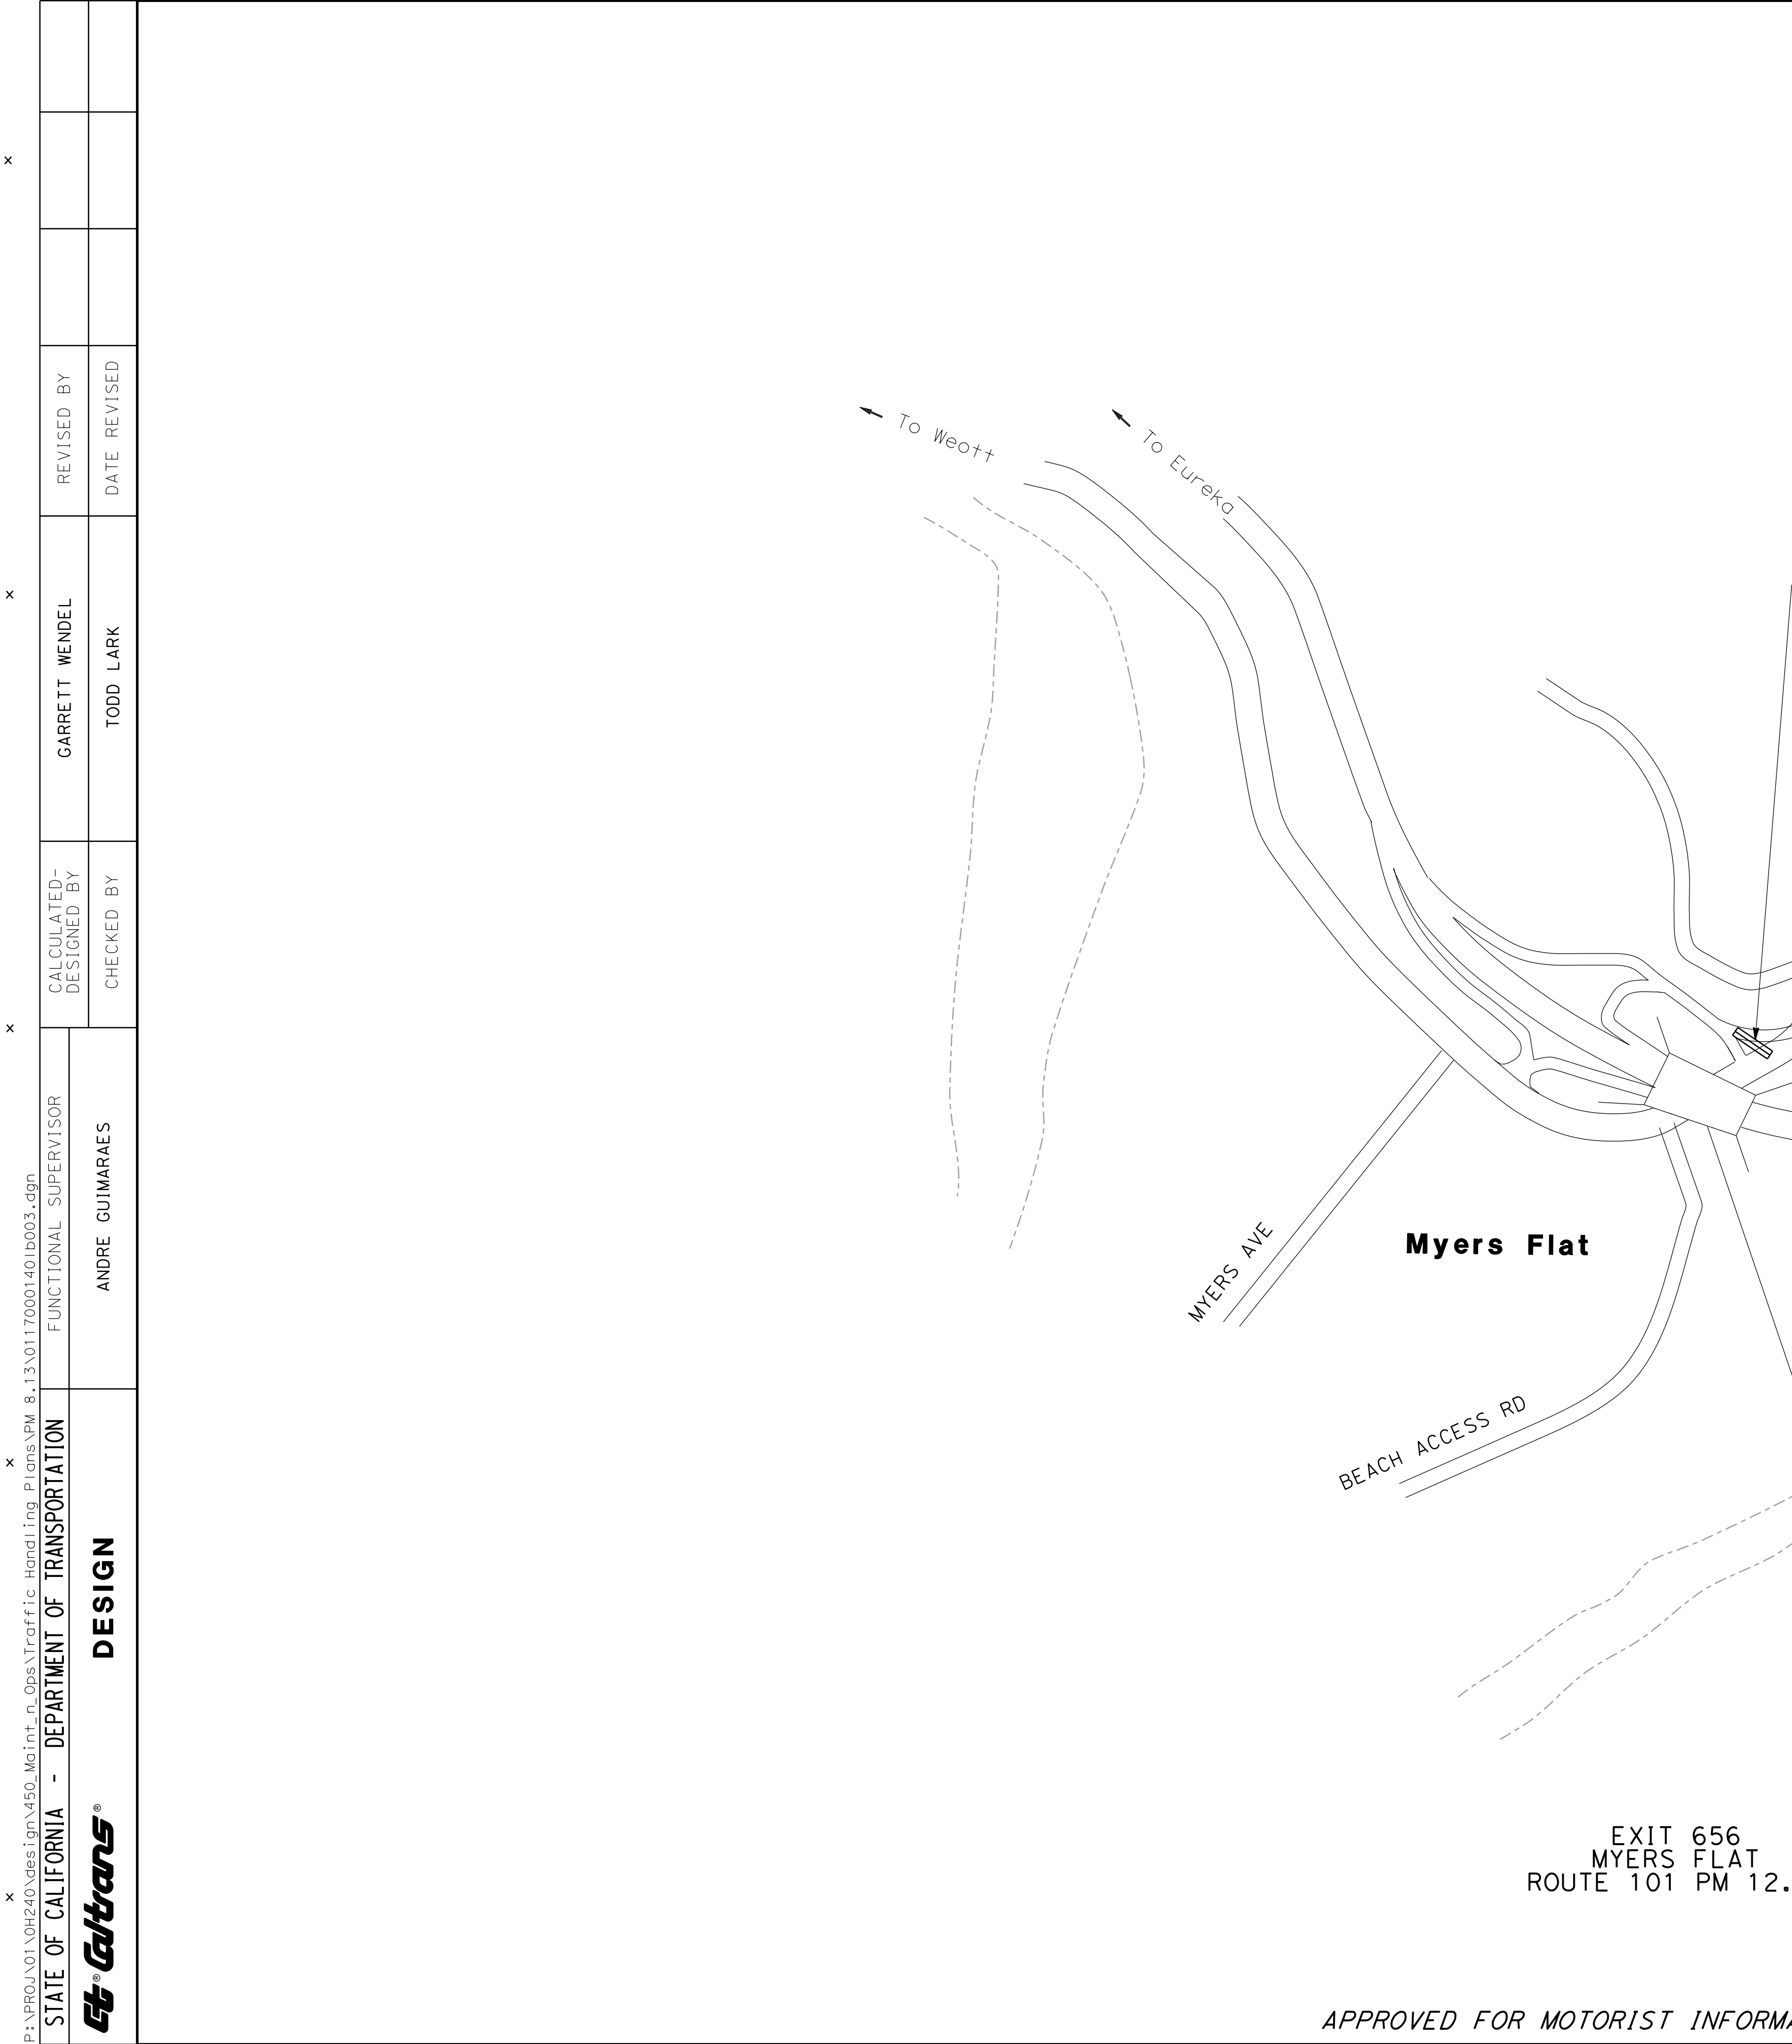 P:\PROJ\01\0H240\design\450_Maint_n_Ops\Traffic Handling Plans\PM 8.13\0117000140ib003.dgn
STATE OF CALIFORNIA - DEPARTMENT OF TRANSPORTATION
Ct® Caltrans®
DESIGN
FUNCTIONAL SUPERVISOR
ANDRE GUIMARAES
CALCULATED-
DESIGNED BY
CHECKED BY
GARRETT WENDEL
TODD LARK
REVISED BY
DATE REVISED
x
x
x
x
x
To Weott
To Eureka
MYERS AVE
Myers Flat
BEACH ACCESS RD
EXIT 656
MYERS FLAT
ROUTE 101 PM 12.
APPROVED FOR MOTORIST INFORMA